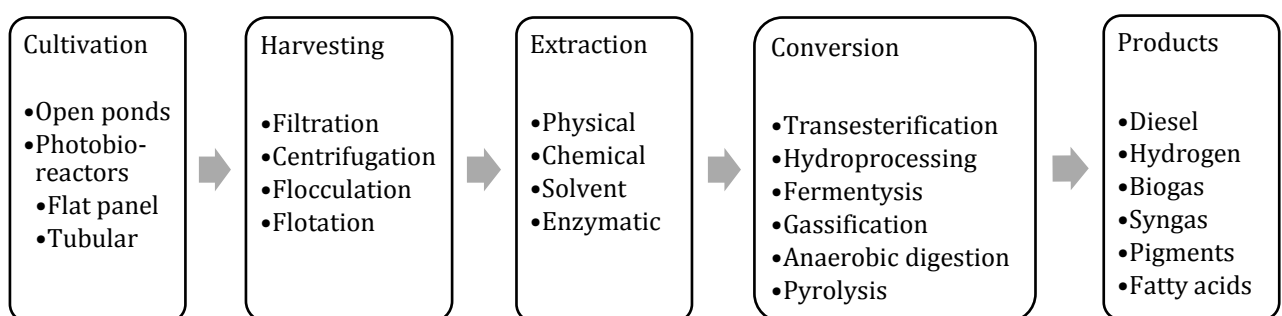 Cultivation
•Open ponds
•Photobio-
reactors
•Flat panel
•Tubular
Harvesting
•Filtration
•Centrifugation
•Flocculation
•Flotation
Extraction
•Physical
•Chemical
•Solvent
•Enzymatic
Conversion
•Transesterification
•Hydroprocessing
•Fermentysis
•Gassification
•Anaerobic digestion
•Pyrolysis
Products
•Diesel
•Hydrogen
•Biogas
•Syngas
•Pigments
•Fatty acids